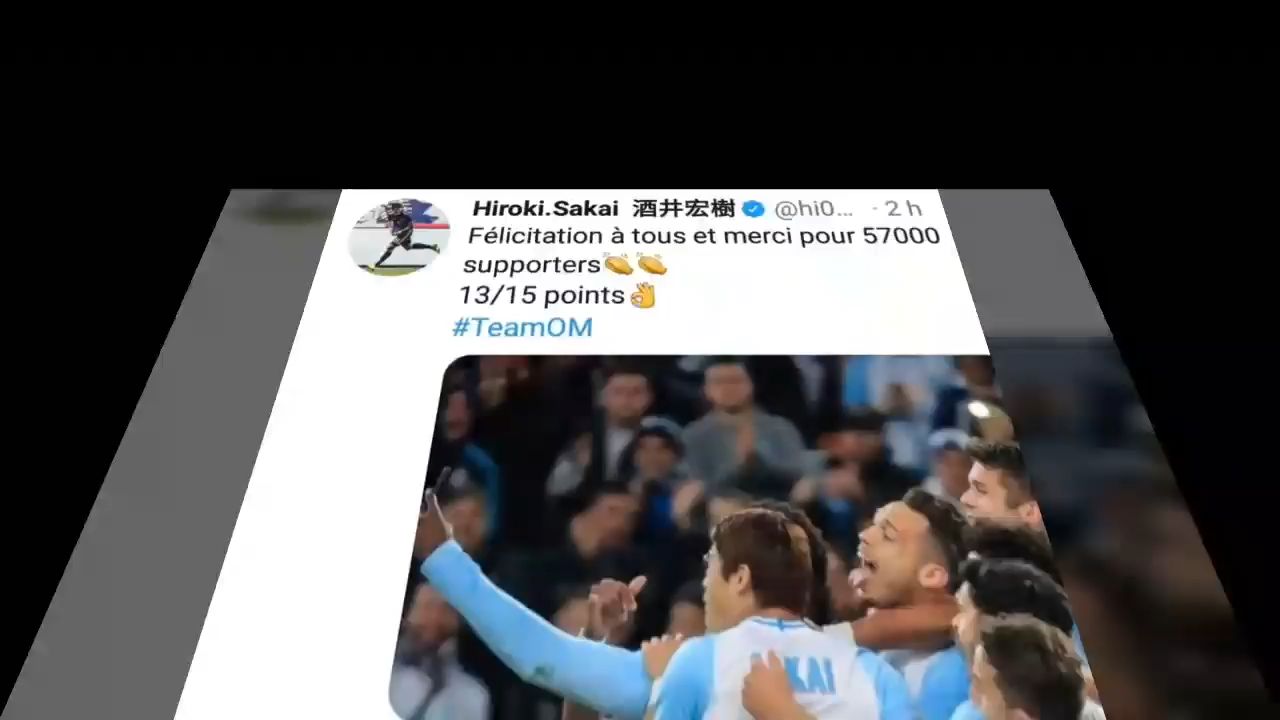 Hiroki.Sakai 酒井宏樹 @hi0... · 2 h
Félicitation à tous et merci pour 57000
supporters👏👏
13/15 points👌
#TeamOM